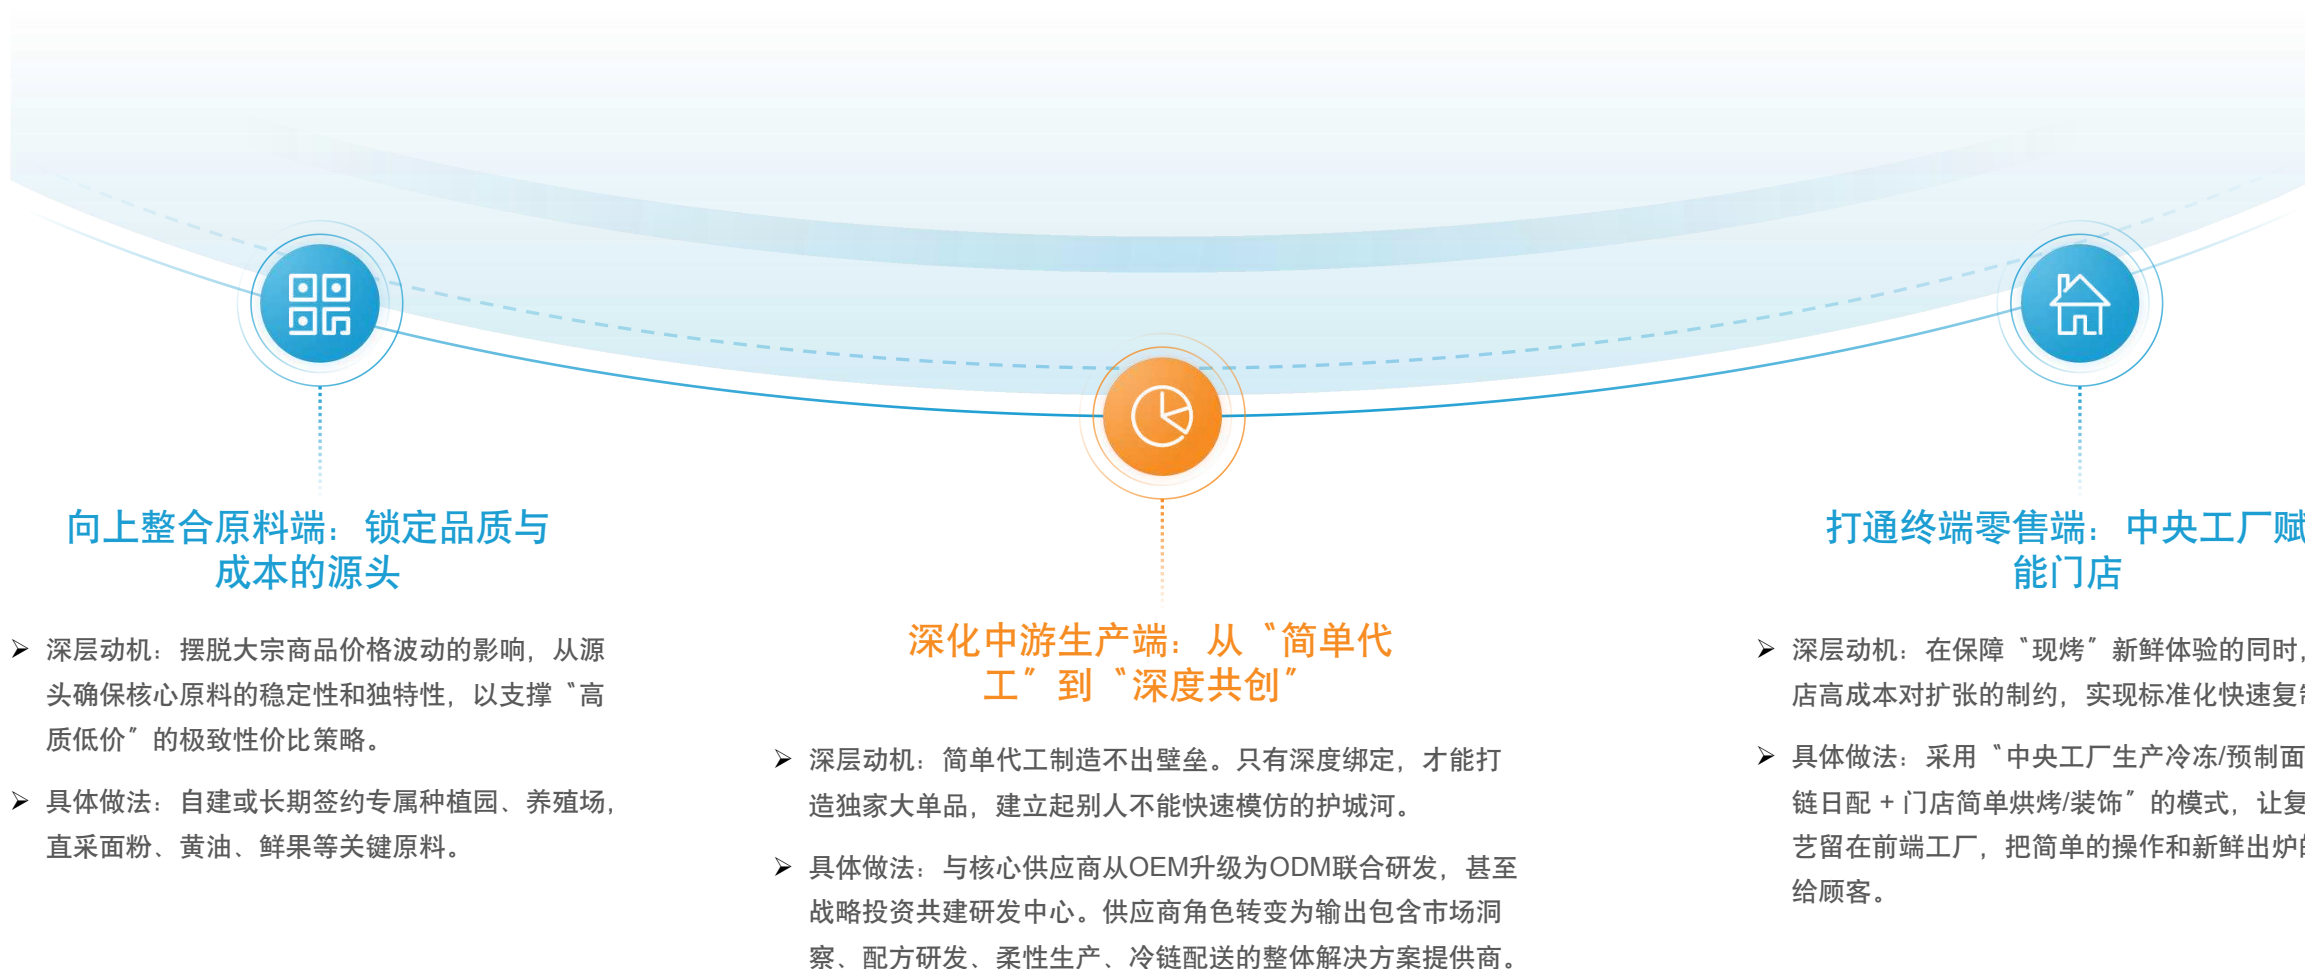 向上整合原料端：锁定品质与
成本的源头
➢ 深层动机：摆脱大宗商品价格波动的影响，从源
头确保核心原料的稳定性和独特性，以支撑〝高
质低价〞的极致性价比策略。
➢ 具体做法：自建或长期签约专属种植园、养殖场，
直采面粉、黄油、鲜果等关键原料。
深化中游生产端：从〝简单代
工〞到〝深度共创〞
➢ 深层动机：简单代工制造不出壁垒。只有深度绑定，才能打
造独家大单品，建立起别人不能快速模仿的护城河。
➢ 具体做法：与核心供应商从OEM升级为ODM联合研发，甚至
战略投资共建研发中心。供应商角色转变为输出包含市场洞
察、配方研发、柔性生产、冷链配送的整体解决方案提供商。
打通终端零售端：中央工厂赋
能门店
➢ 深层动机：在保障〝现烤〞新鲜体验的同时，
店高成本对扩张的制约，实现标准化快速复
➢ 具体做法：采用〝中央工厂生产冷冻/预制面
链日配 + 门店简单烘烤/装饰〞的模式，让复
艺留在前端工厂，把简单的操作和新鲜出炉
给顾客。